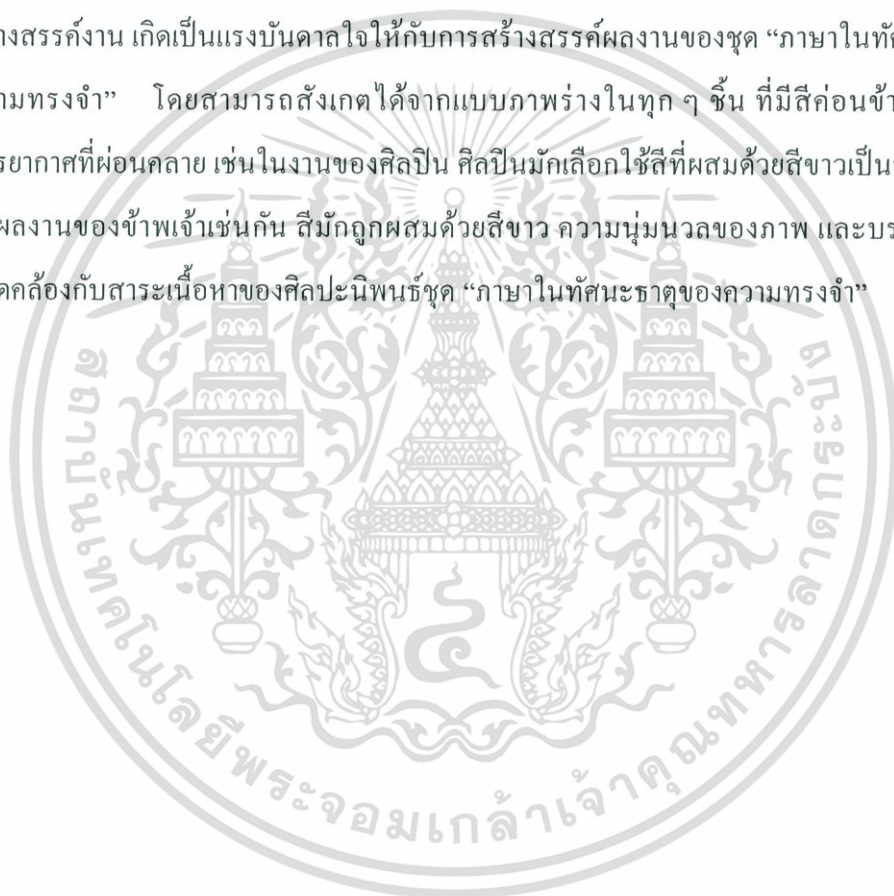 างสรรค์งาน เกิดเป็นแรงบันดาลใจให้กับการสร้างสรรค์ผลงานของชุด “ภาษาในทั
ามทรงจำ” โดยสามารถสังเกตได้จากแบบภาพร่างในทุก ๆ ชิ้น ที่มีสีค่อนข้า
รยากาศที่ผ่อนคลาย เช่นในงานของศิลปิน ศิลปินมักเลือกใช้สีที่ผสมด้วยสีขาวเป็น
ผลงานของข้าพเจ้าเช่นกัน สีมักถูกผสมด้วยสีขาว ความนุ่มนวลของภาพ และบร
ดคล้องกับสาระเนื้อหาของศิลปะนิพนธ์ชุด “ภาษาในทัศนะธาตุของความทรงจำ”
สถาบันเทคโนโลยีพระจอมเกล้าเจ้าคุณทหารลาดกระบัง